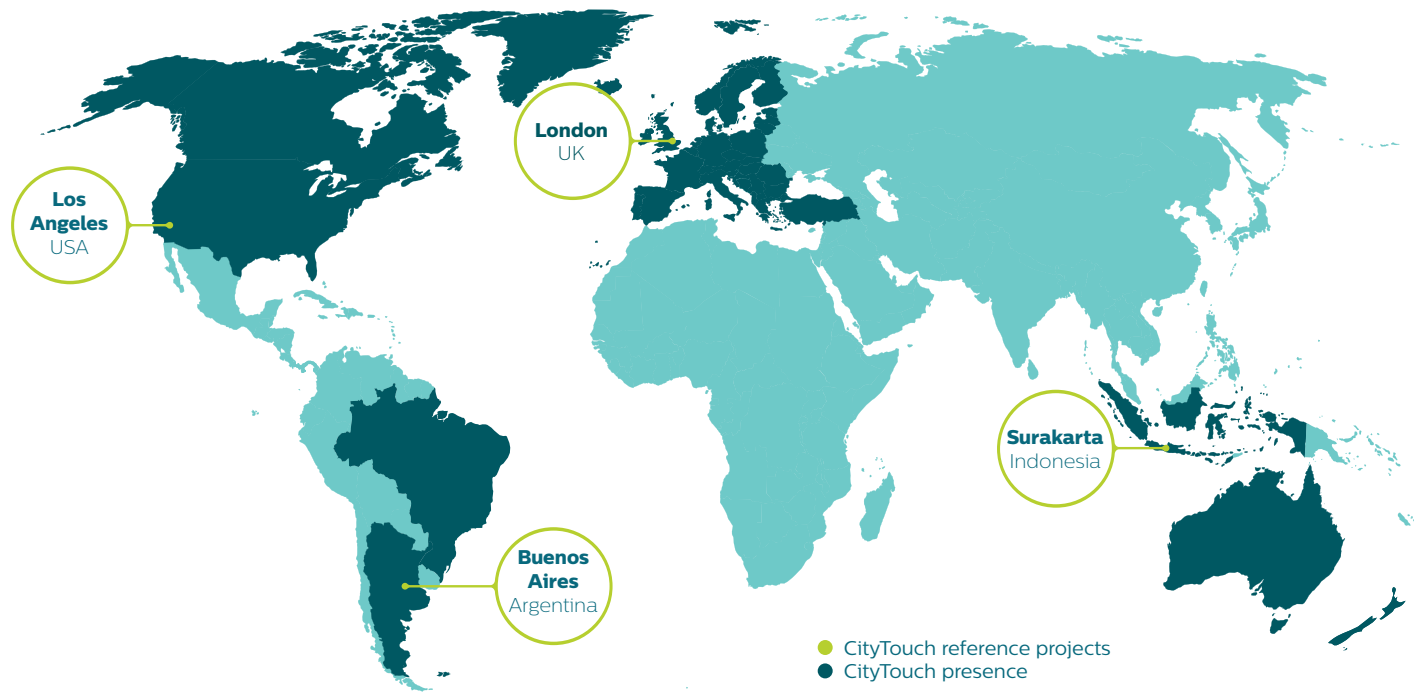 London
UK
Los
Angeles
USA
Surakarta
Indonesia
Buenos
Aires
Argentina
CityTouch reference projects
CityTouch presence